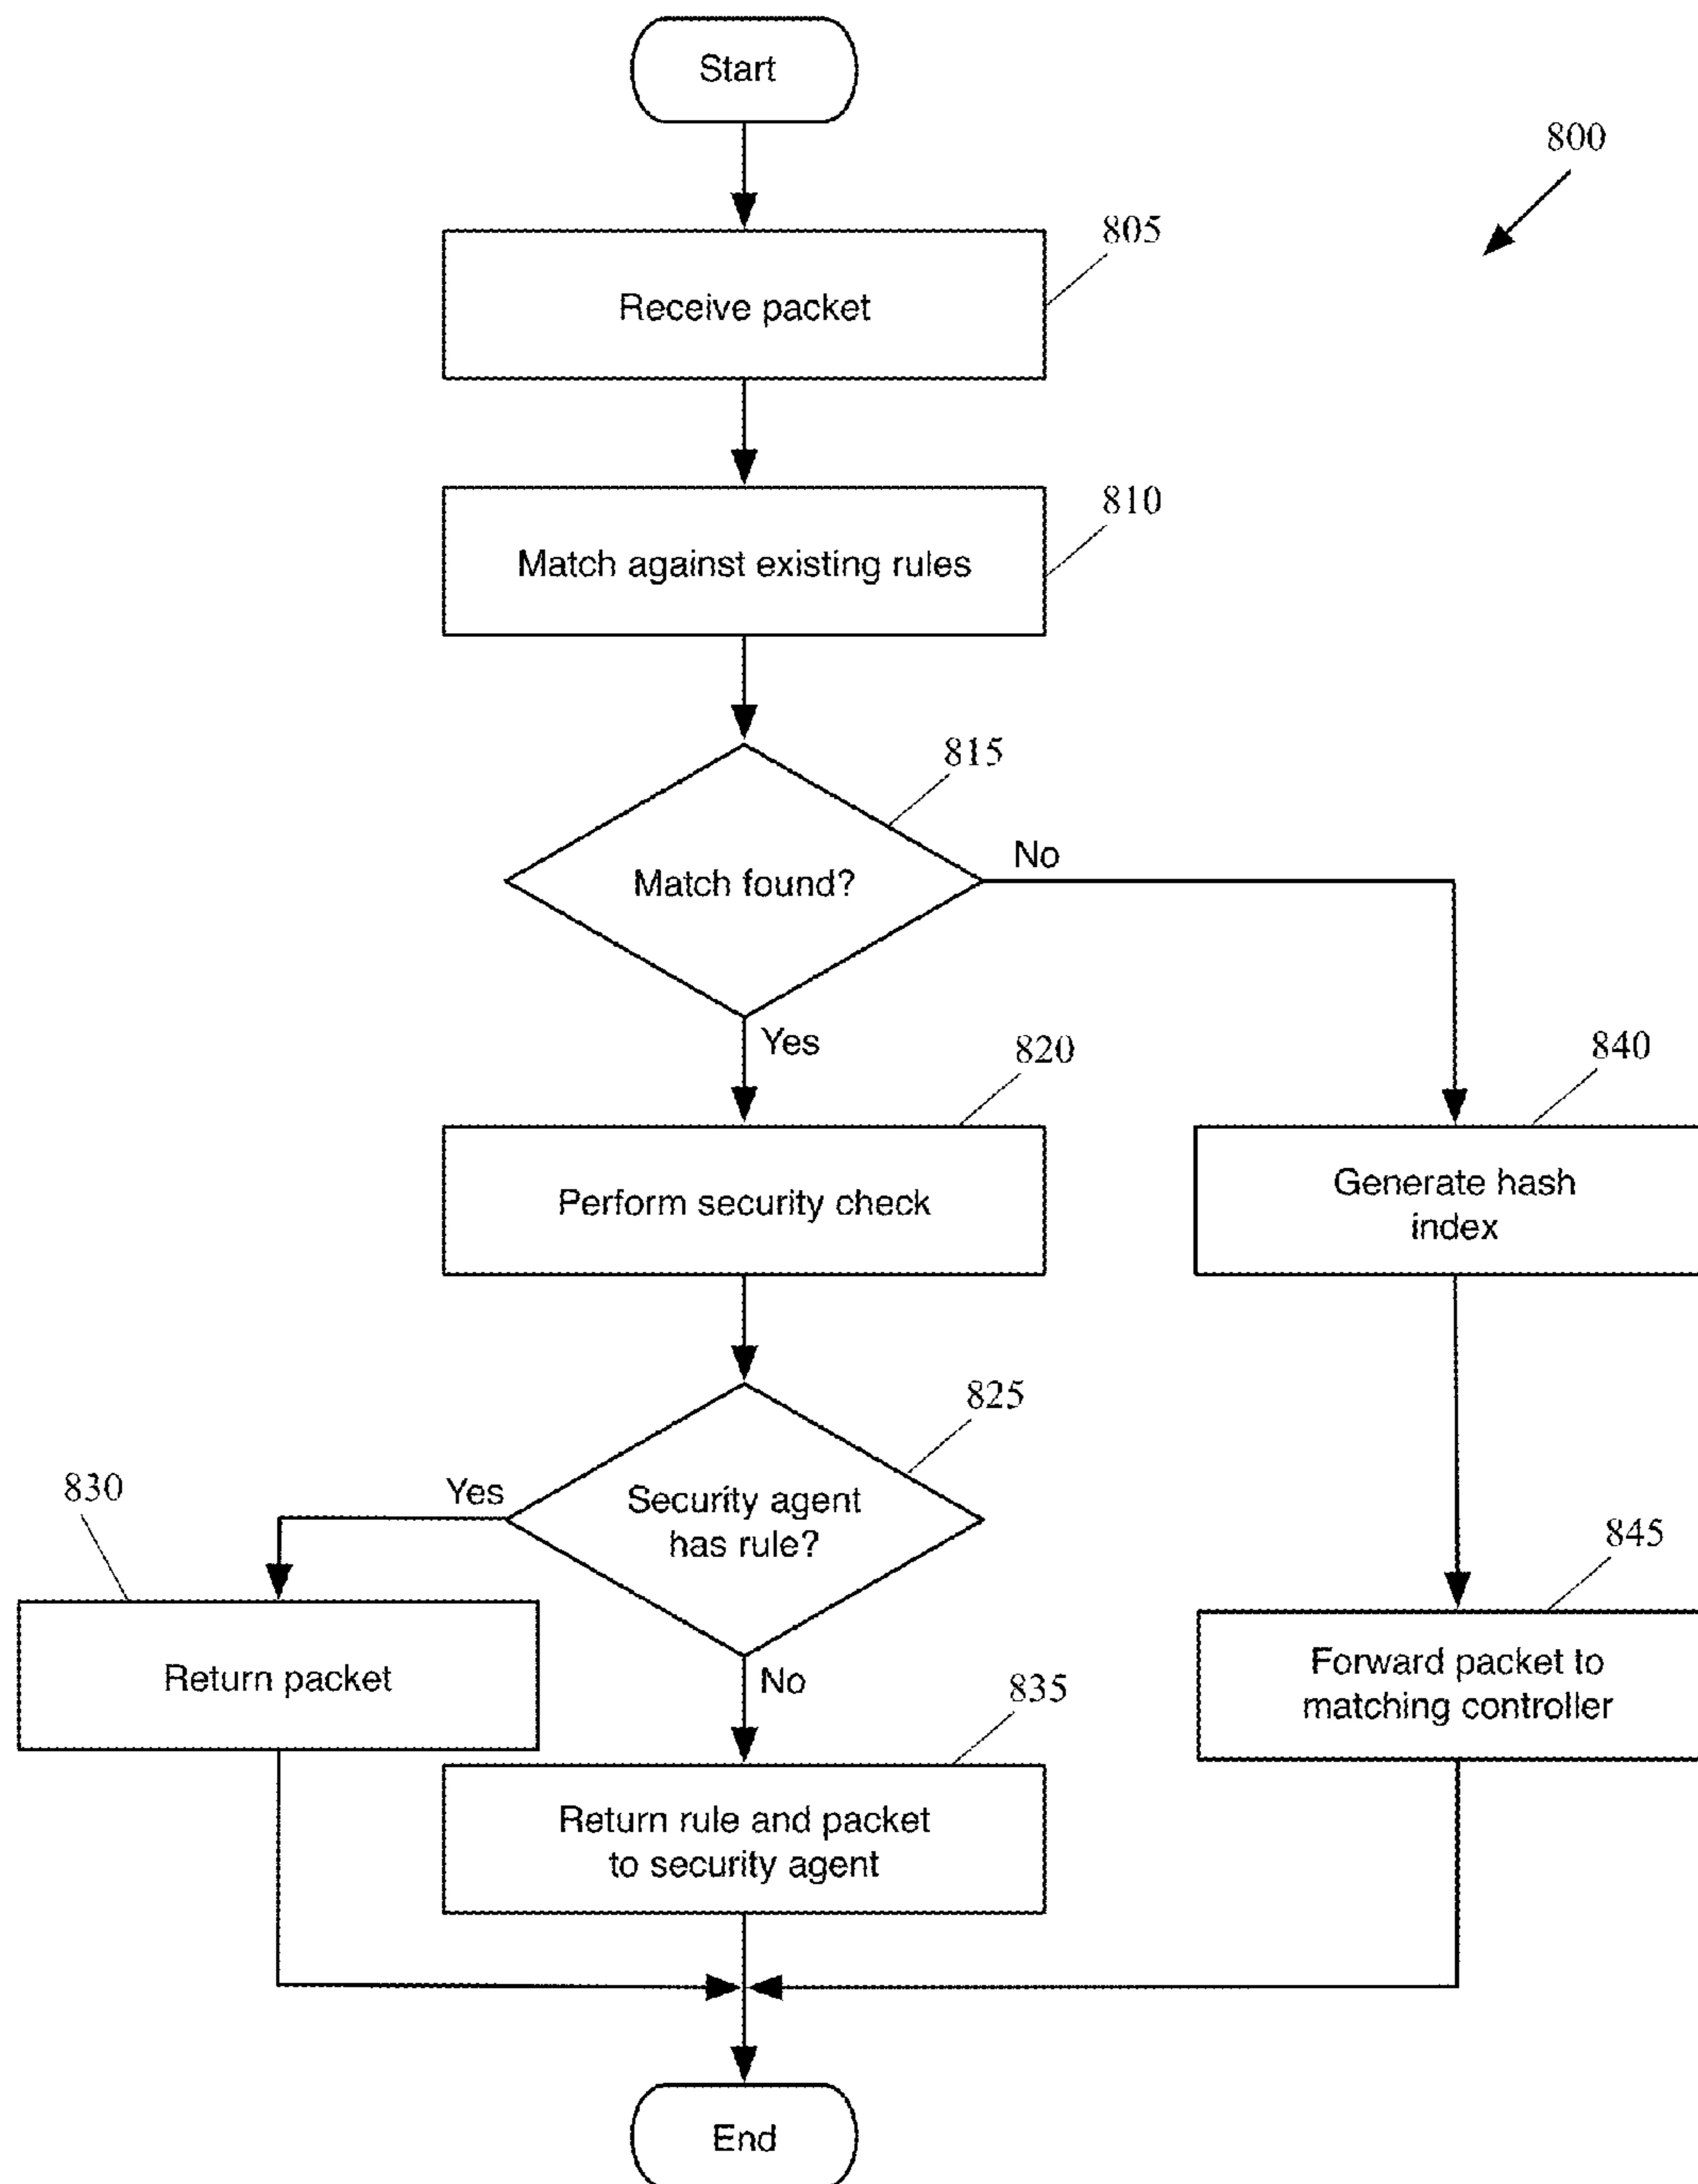 Start
800
805
Receive packet
810
Match against existing rules
815
Match found?
No
Yes
820
840
Perform security check
Generate hash
index
825
Security agent
has rule?
Yes
830
845
Return packet
No
835
Forward packet to
matching controller
Return rule and packet
to security agent
End